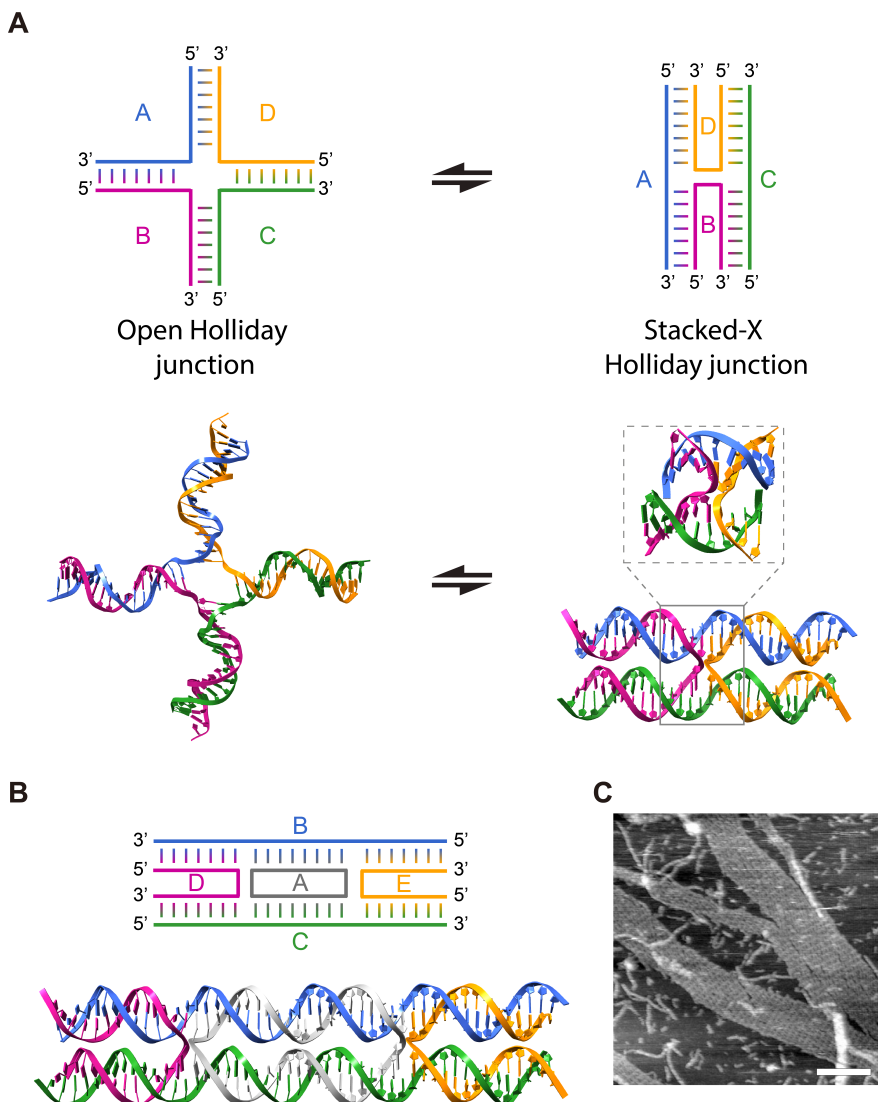 A
5’ 3’
A D
3’ 5’
5’ 3’
B C
3’ 5’
Open Holliday
junction
5’ 3’ 5’ 3’
D
A C
B
3’ 5’ 3’ 5’
Stacked-X
Holliday junction
B
B
3’ 5’
5’ 3’
D A E
3’ 5’
5’ 3’
C
C